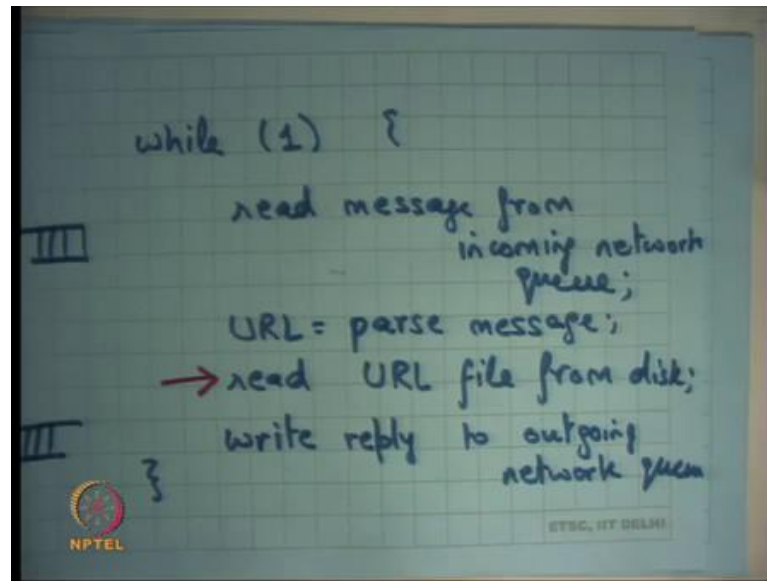 while (1) {
read message from
incoming network
queue;
URL = parse message;
→ read URL file from disk;
write reply to outgoing
network queu
}
NPTEL
ETSC, IIT DELHI